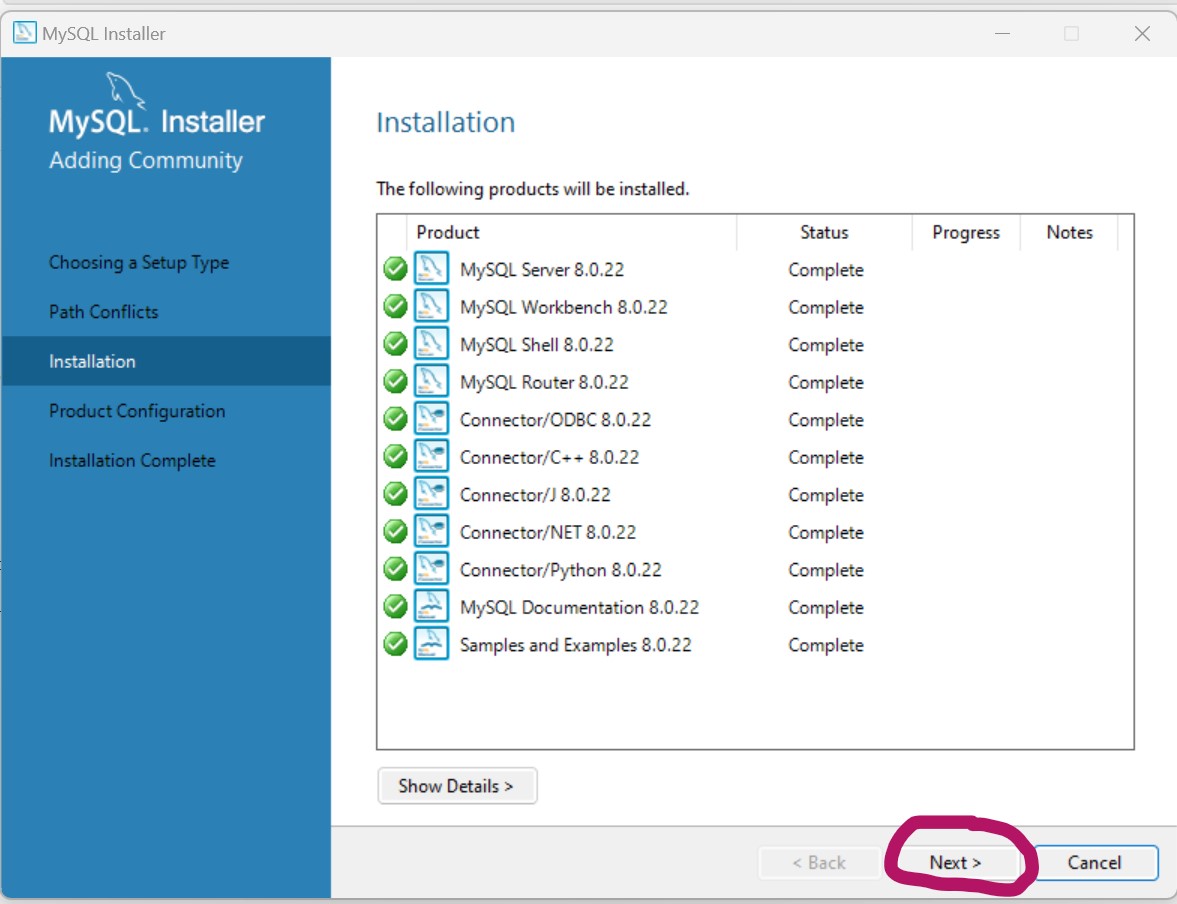 MySQL Installer
MySQL. Installer
Adding Community
Choosing a Setup Type
Path Conflicts
Installation
Product Configuration
Installation Complete
Installation
The following products will be installed.
Product Status Progress Notes
MySQL Server 8.0.22 Complete
MySQL Workbench 8.0.22 Complete
MySQL Shell 8.0.22 Complete
MySQL Router 8.0.22 Complete
Connector/ODBC 8.0.22 Complete
Connector/C++ 8.0.22 Complete
Connector/J 8.0.22 Complete
Connector/NET 8.0.22 Complete
Connector/Python 8.0.22 Complete
MySQL Documentation 8.0.22 Complete
Samples and Examples 8.0.22 Complete
Show Details >
< Back Next > Cancel